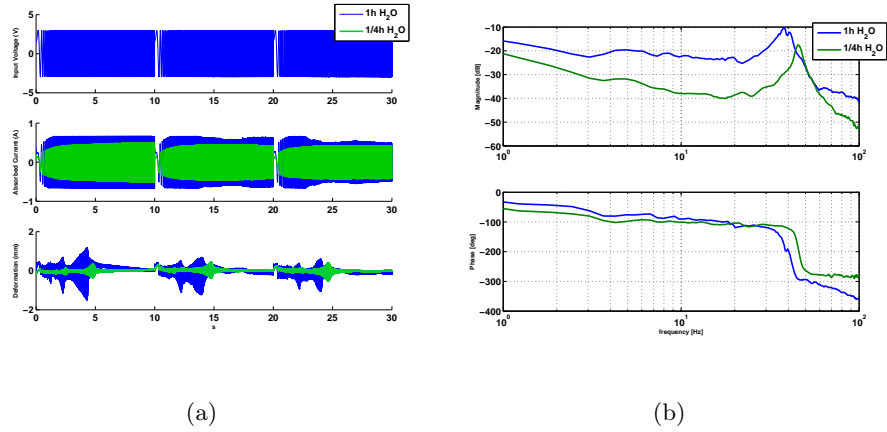 1h H2O
1/4h H2O
Input Voltage (V)
5
0
−5
0 5 10 15 20 25 30
Absorbed Current (A)
1
0
−1
0 5 10 15 20 25 30
Deformation (mm)
2
0
−2
0 5 10 15 20 25 30
s
(a)
1h H2O
1/4h H2O
Magnitude [dB]
−10
−20
−30
−40
−50
−60
10^0 10^1 10^2
Phase [deg]
0
−100
−200
−300
−400
10^0 10^1 10^2
frequency [Hz]
(b)